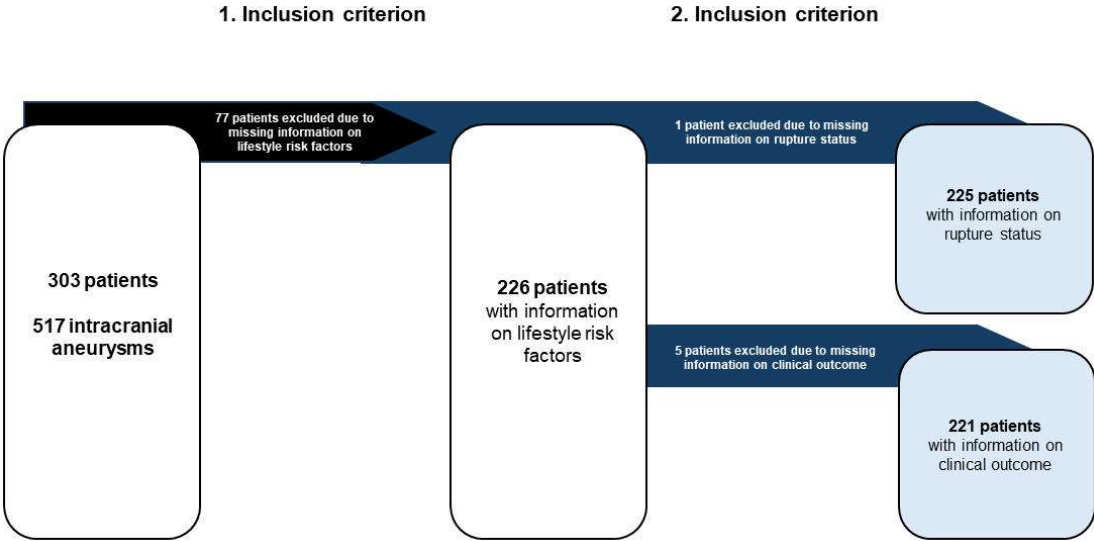 1. Inclusion criterion
2. Inclusion criterion
77 patients excluded due to
missing information on
lifestyle risk factors
1 patient excluded due to missing
information on rupture status
303 patients
517 intracranial
aneurysms
226 patients
with information
on lifestyle risk
factors
225 patients
with information on
rupture status
5 patients excluded due to missing
information on clinical outcome
221 patients
with information on
clinical outcome